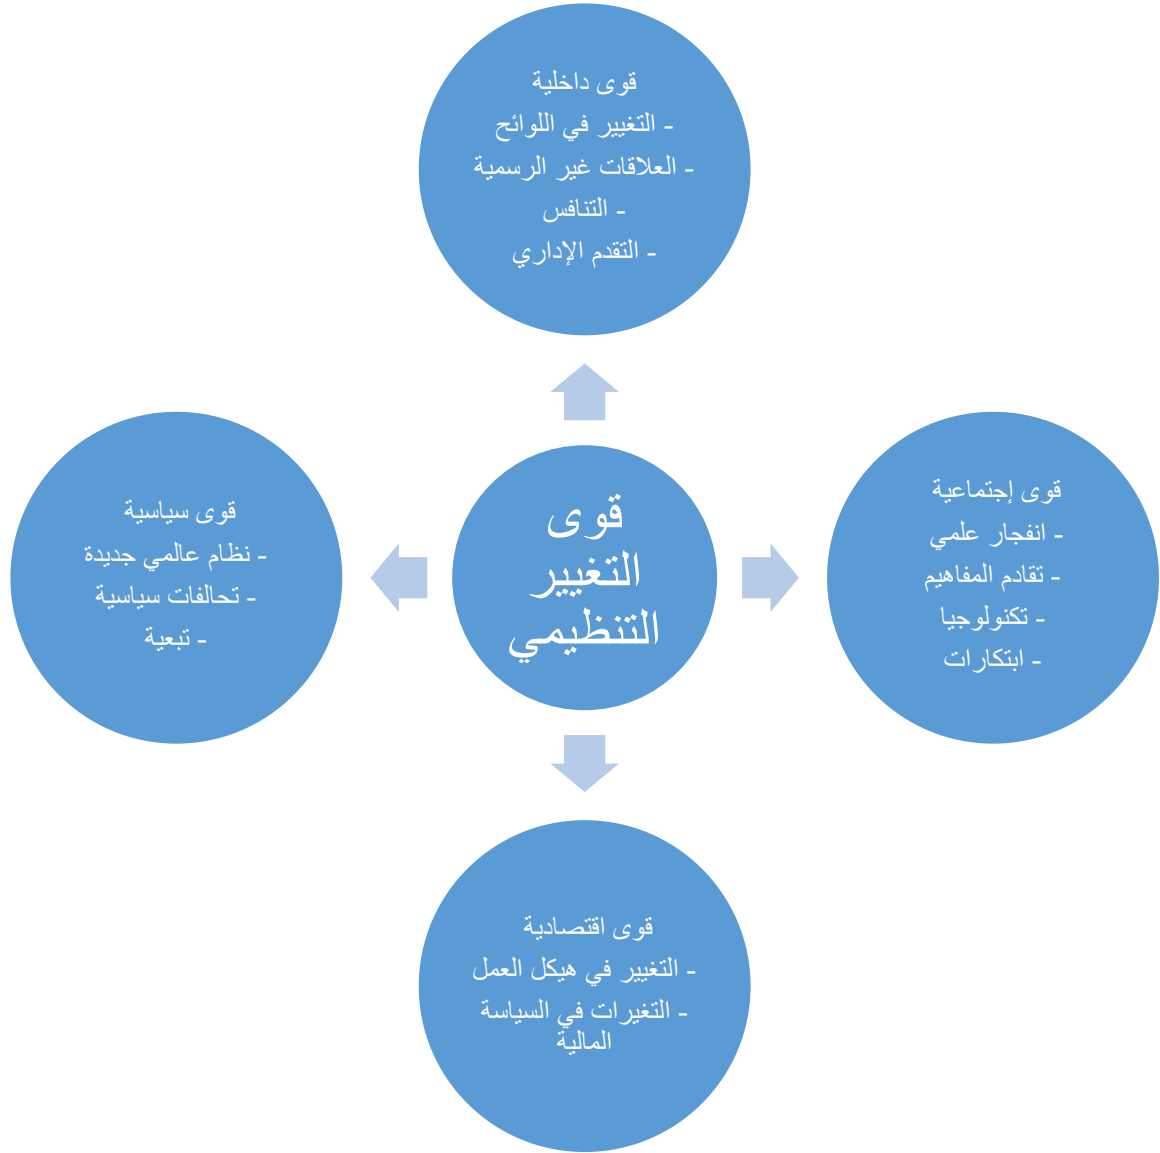 قوى داخلية
- التغيير في اللوائح
- العلاقات غير الرسمية
- التنافس
- التقدم الإداري
قوى إجتماعية
- انفجار علمي
- تقادم المفاهيم
- تكنولوجيا
- ابتكارات
قوى
التغيير
التنظيمي
قوى سياسية
- نظام عالمي جديدة
- تحالفات سياسية
- تبعية
قوى اقتصادية
- التغيير في هيكل العمل
- التغيرات في السياسة
المالية